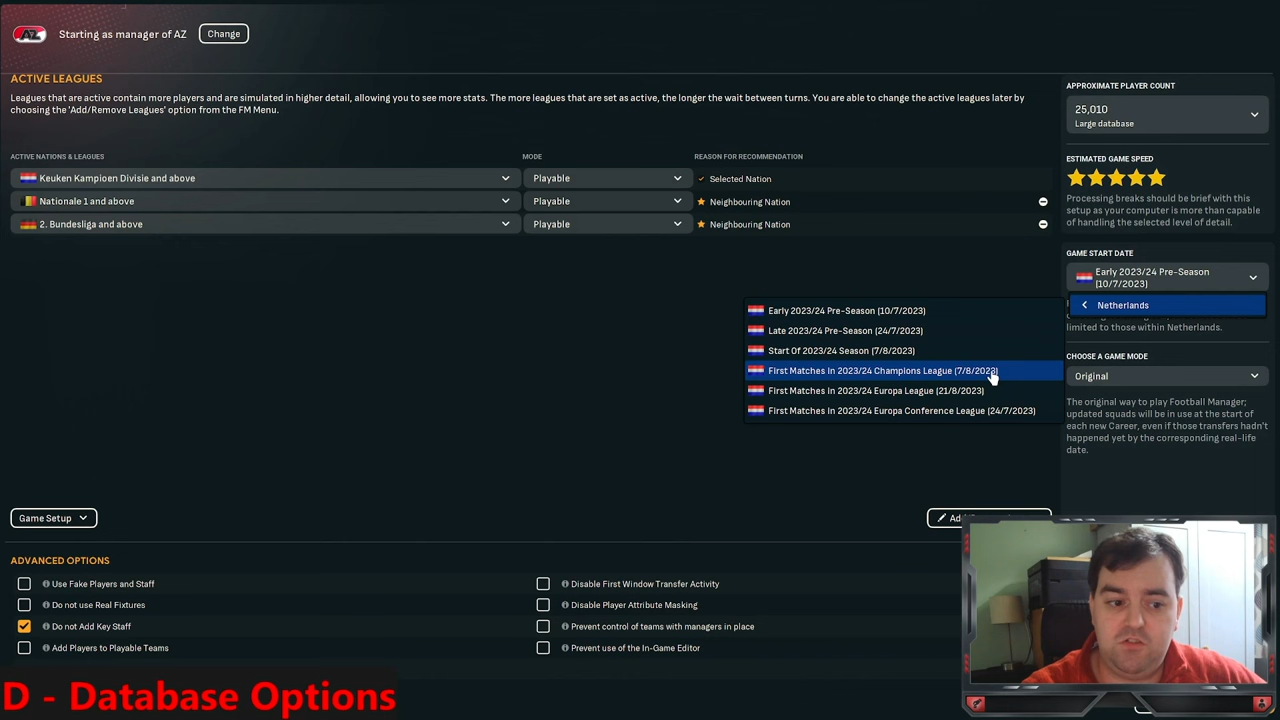 AZ
Starting as manager of AZ
Change
ACTIVE LEAGUES
Leagues that are active contain more players and are simulated in higher detail, allowing you to see more stats. The more leagues that are set as active, the longer the wait between turns. You are able to change the active leagues later by
choosing the 'Add/Remove Leagues' option from the FM Menu.
ACTIVE NATIONS & LEAGUES
MODE
REASON FOR RECOMMENDATION
Keuken Kampioen Divisie and above
Playable
Selected Nation
Nationale 1 and above
Playable
Neighbouring Nation
2. Bundesliga and above
Playable
Neighbouring Nation
APPROXIMATE PLAYER COUNT
25,010
Large database
ESTIMATED GAME SPEED
Processing breaks should be brief with this
setup as your computer is more than capable
of handling the selected level of detail.
GAME START DATE
Early 2023/24 Pre-Season
(10/7/2023)
Netherlands
limited to those within Netherlands.
Early 2023/24 Pre-Season (10/7/2023)
Late 2023/24 Pre-Season (24/7/2023)
Start Of 2023/24 Season (7/8/2023)
First Matches in 2023/24 Champions League (7/8/2023)
First Matches in 2023/24 Europa League (21/8/2023)
First Matches in 2023/24 Europa Conference League (24/7/2023)
CHOOSE A GAME MODE
Original
The original way to play Football Manager;
updated squads will be in use at the start of
each new Career, even if those transfers hadn't
happened yet by the corresponding real-life
date.
Game Setup
ADVANCED OPTIONS
Use Fake Players and Staff
Do not use Real Fixtures
Do not Add Key Staff
Add Players to Playable Teams
Disable First Window Transfer Activity
Disable Player Attribute Masking
Prevent control of teams with managers in place
Prevent use of the In-Game Editor
D - Database Options